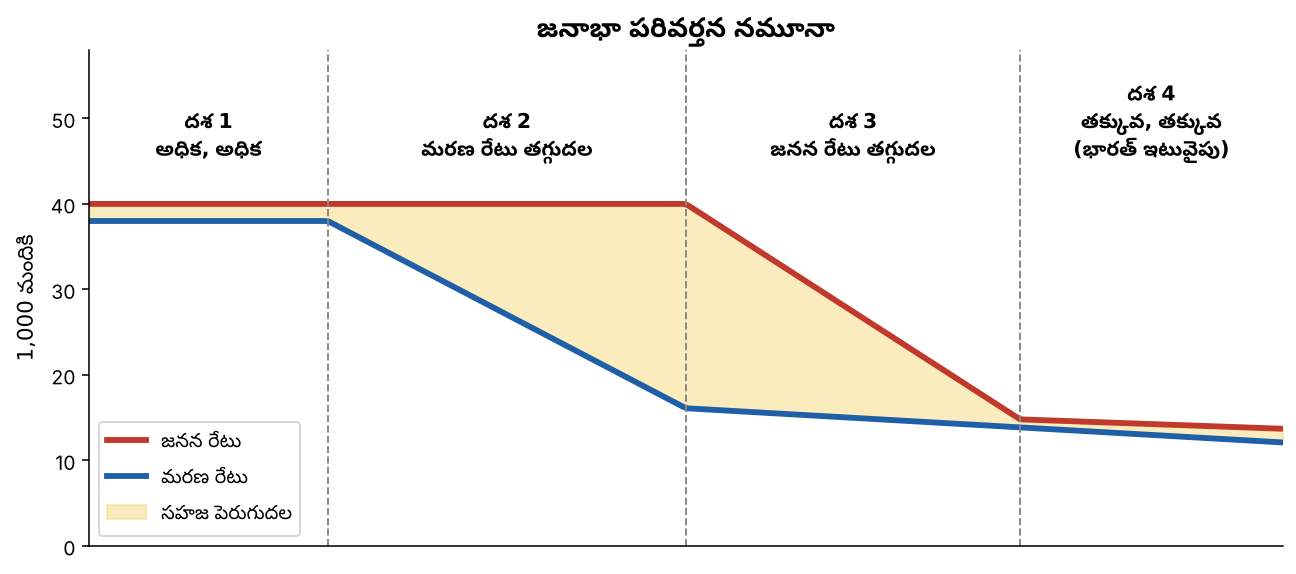 జనాభా పరివర్తన నమూనా
దశ 1
అధిక, అధిక
దశ 2
మరణ రేటు తగ్గుదల
దశ 3
జనన రేటు తగ్గుదల
దశ 4
తక్కువ, తక్కువ
(భారత్ ఇటువైపు)
1,000 మందికి
50
40
30
20
10
0
జనన రేటు
మరణ రేటు
సహజ పెరుగుదల